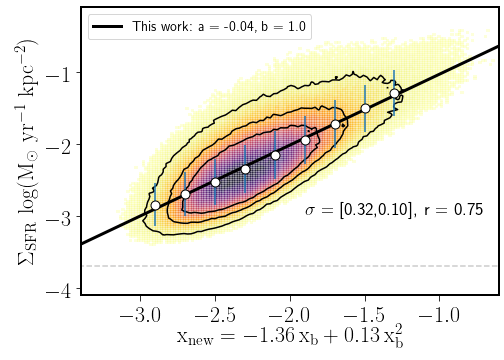 This work: a = -0.04, b = 1.0
Σ_SFR log(M_⊙ yr^{-1} kpc^{-2})
−1
−2
−3
−4
σ = [0.32,0.10], r = 0.75
−3.0 −2.5 −2.0 −1.5 −1.0
x_new = −1.36 x_b + 0.13 x_b^2